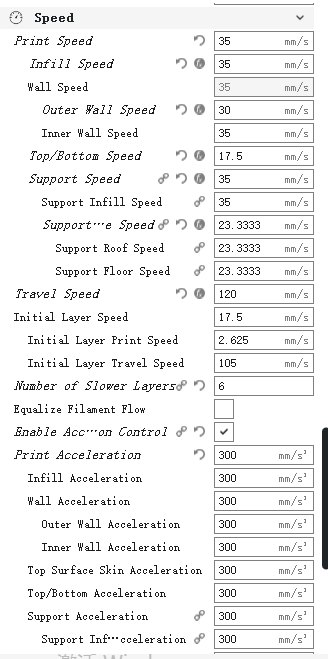 Speed
Print Speed 35 mm/s
Infill Speed 35 mm/s
Wall Speed 35 mm/s
Outer Wall Speed 30 mm/s
Inner Wall Speed 35 mm/s
Top/Bottom Speed 17.5 mm/s
Support Speed 35 mm/s
Support Infill Speed 35 mm/s
Support···e Speed 23.3333 mm/s
Support Roof Speed 23.3333 mm/s
Support Floor Speed 23.3333 mm/s
Travel Speed 120 mm/s
Initial Layer Speed 17.5 mm/s
Initial Layer Print Speed 2.625 mm/s
Initial Layer Travel Speed 105 mm/s
Number of Slower Layers 6
Equalize Filament Flow
Enable Acc···on Control
Print Acceleration 300 mm/s²
Infill Acceleration 300 mm/s²
Wall Acceleration 300 mm/s²
Outer Wall Acceleration 300 mm/s²
Inner Wall Acceleration 300 mm/s²
Top Surface Skin Acceleration 300 mm/s²
Top/Bottom Acceleration 300 mm/s²
Support Acceleration 300 mm/s²
Support Inf···cceleration 300 mm/s²